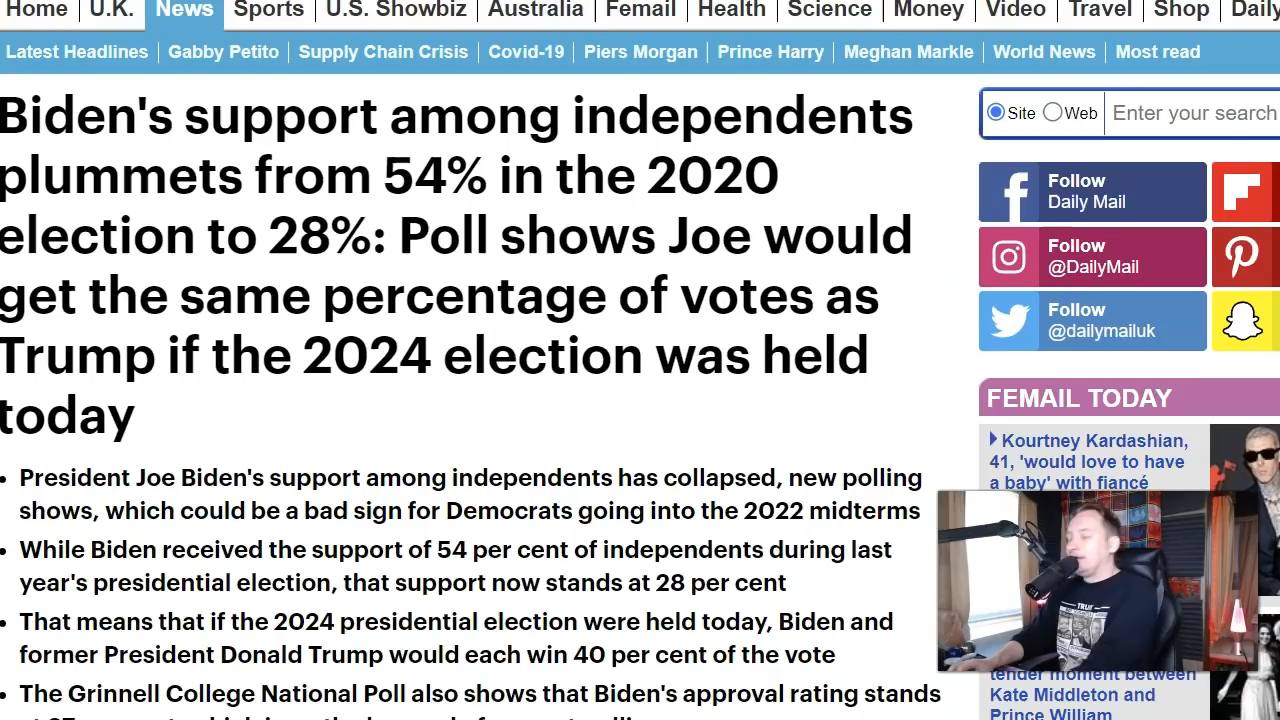 Home U.K. News Sports U.S. Showbiz Australia Femail Health Science Money Video Travel Shop Daily
Latest Headlines Gabby Petito Supply Chain Crisis Covid-19 Piers Morgan Prince Harry Meghan Markle World News Most read
Biden's support among independents
plummets from 54% in the 2020
election to 28%: Poll shows Joe would
get the same percentage of votes as
Trump if the 2024 election was held
today
• President Joe Biden's support among independents has collapsed, new polling
shows, which could be a bad sign for Democrats going into the 2022 midterms
• While Biden received the support of 54 per cent of independents during last
year's presidential election, that support now stands at 28 per cent
• That means that if the 2024 presidential election were held today, Biden and
former President Donald Trump would each win 40 per cent of the vote
• The Grinnell College National Poll also shows that Biden's approval rating stands
Site Web Enter your search
Follow
Daily Mail
Follow
@DailyMail
Follow
@dailymailuk
FEMAIL TODAY
Kourtney Kardashian,
41, 'would love to have
a baby' with fiancé
TRUE
tender moment between
Kate Middleton and
Prince William